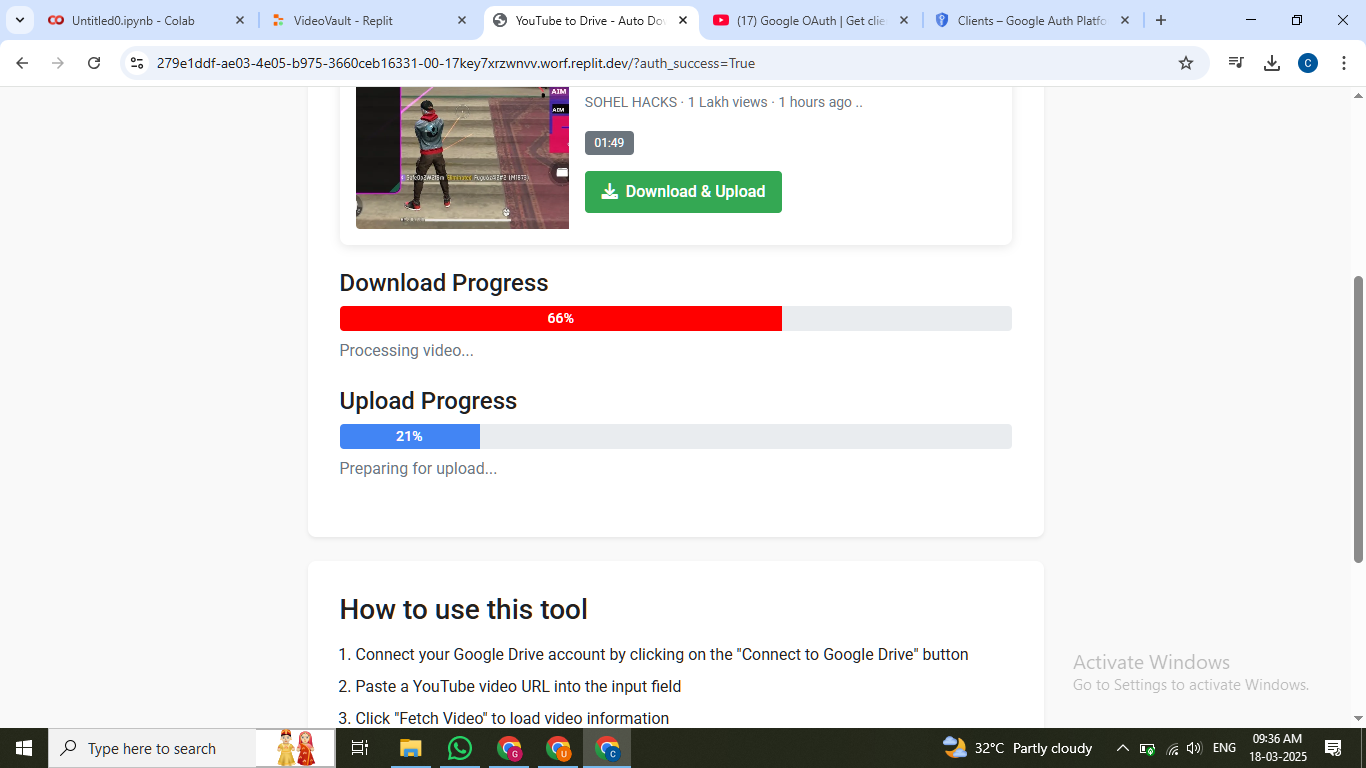 Untitled0.ipynb - Colab
VideoVault - Replit
YouTube to Drive - Auto Do
(17) Google OAuth | Get clie
Clients – Google Auth Platfo
279e1ddf-ae03-4e05-b975-3660ceb16331-00-17key7xrzwnvv.worf.replit.dev/?auth_success=True
C
AIM
AIM
SOHEL HACKS · 1 Lakh views · 1 hours ago ..
01:49
Eliminated
Download & Upload
Download Progress
66%
Processing video...
Upload Progress
21%
Preparing for upload...
How to use this tool
1. Connect your Google Drive account by clicking on the "Connect to Google Drive" button
2. Paste a YouTube video URL into the input field
3. Click "Fetch Video" to load video information
Activate Windows
Go to Settings to activate Windows.
Type here to search
G
U
C
32°C Partly cloudy
ENG
09:36 AM
18-03-2025